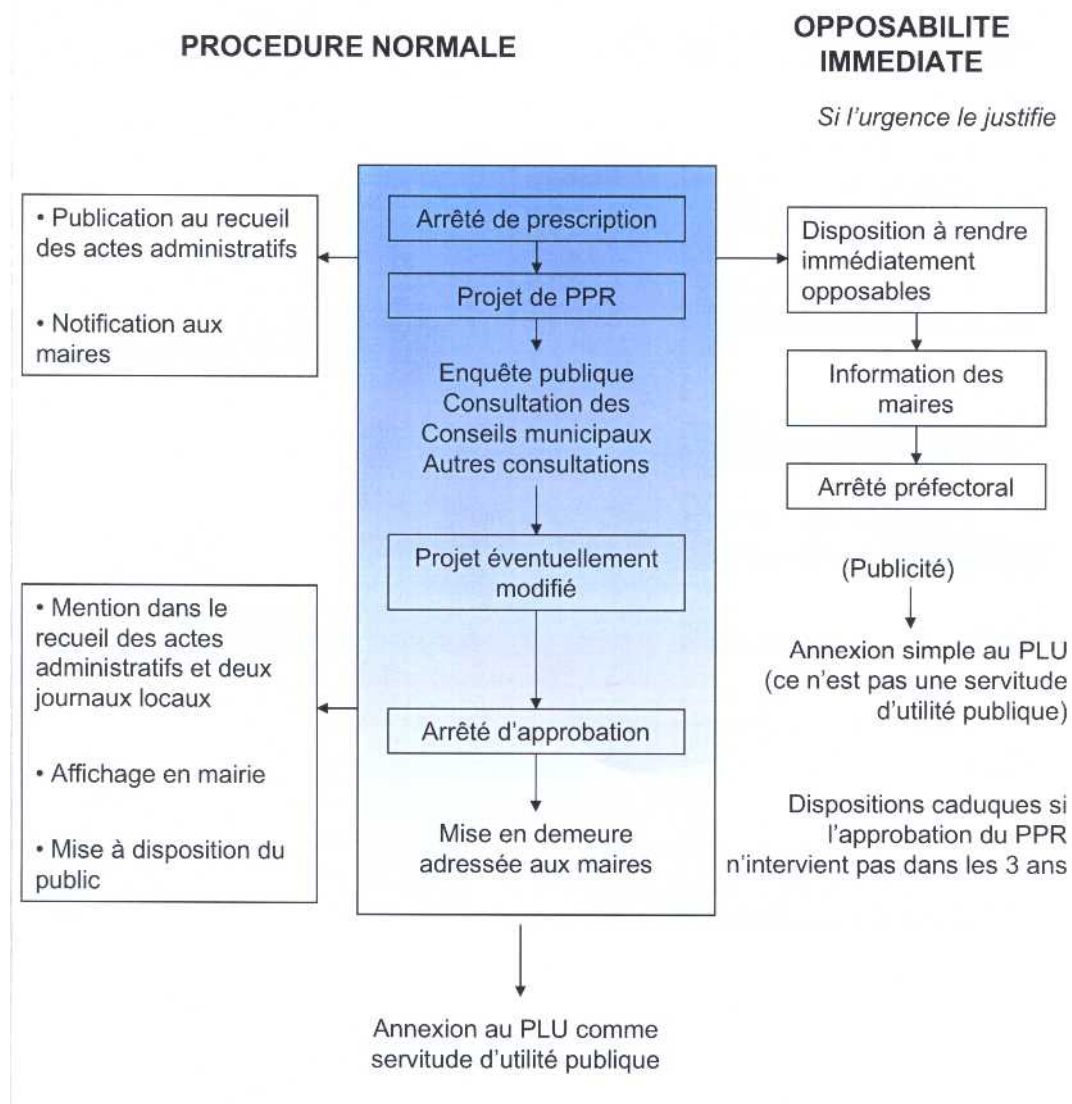 PROCEDURE NORMALE
OPPOSABILITE
IMMEDIATE
Si l'urgence le justifie
• Publication au recueil
des actes administratifs
• Notification aux
maires
Arrêté de prescription
Projet de PPR
Enquête publique
Consultation des
Conseils municipaux
Autres consultations
Projet éventuellement
modifié
Arrêté d'approbation
Mise en demeure
adressée aux maires
• Mention dans le
recueil des actes
administratifs et deux
journaux locaux
• Affichage en mairie
• Mise à disposition du
public
Annexion au PLU comme
servitude d'utilité publique
Disposition à rendre
immédiatement
opposables
Information des
maires
Arrêté préfectoral
(Publicité)
Annexion simple au PLU
(ce n'est pas une servitude
d'utilité publique)
Dispositions caduques si
l'approbation du PPR
n'intervient pas dans les 3 ans